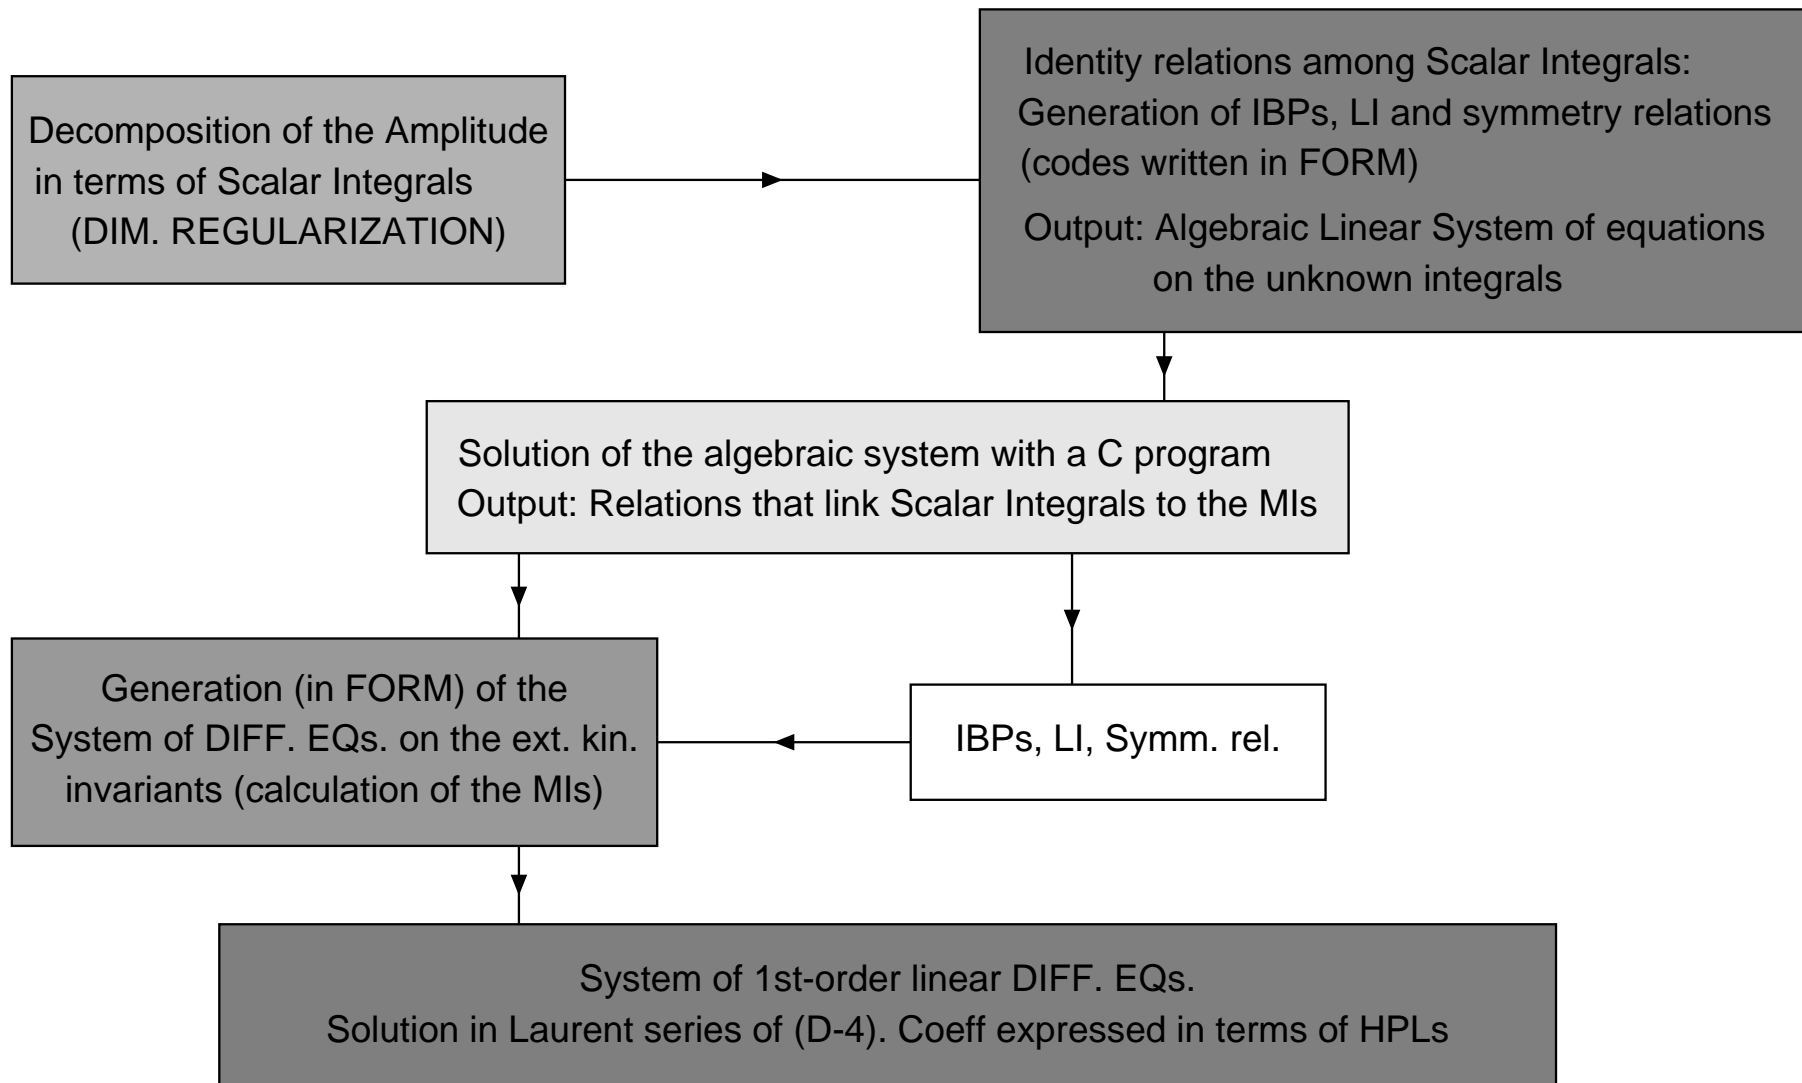 Decomposition of the Amplitude
in terms of Scalar Integrals
(DIM. REGULARIZATION)
Identity relations among Scalar Integrals:
Generation of IBPs, LI and symmetry relations
(codes written in FORM)
Output: Algebraic Linear System of equations
on the unknown integrals
Solution of the algebraic system with a C program
Output: Relations that link Scalar Integrals to the MIs
Generation (in FORM) of the
System of DIFF. EQs. on the ext. kin.
invariants (calculation of the MIs)
IBPs, LI, Symm. rel.
System of 1st-order linear DIFF. EQs.
Solution in Laurent series of (D-4). Coeff expressed in terms of HPLs